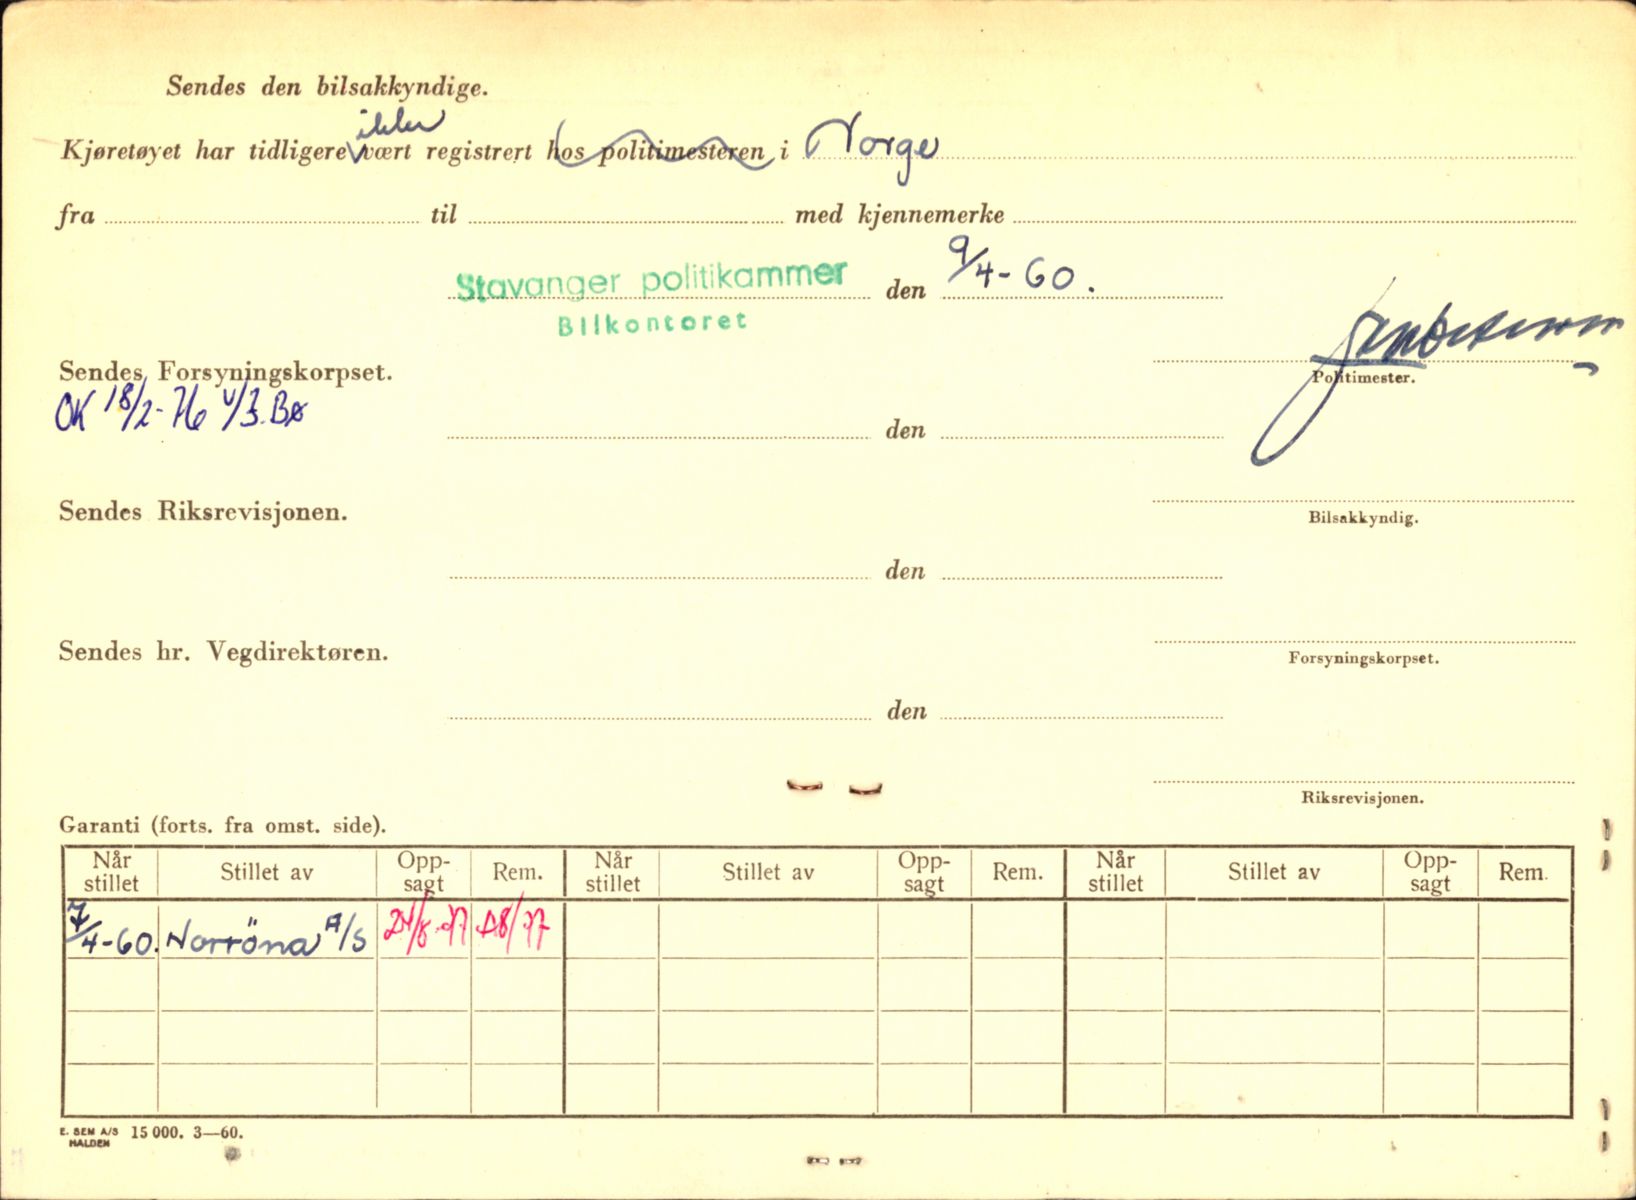 Sendes den bilsakkyndige.
ikke
Kjøretøyet har tidligere vært registrert hos politimesteren i Norge
fra til med kjennemerke
Stavanger politikammer den 9/4-60.
Bilkontoret
Sendes Forsyningskorpset.
Politimester.
OK 18/2-76
den
Sendes Riksrevisjonen.
Bilsakkyndig.
den
Sendes hr. Vegdirektøren.
Forsyningskorpset.
den
Riksrevisjonen.
Garanti (forts. fra omst. side).
Når stillet Stillet av Opp-sagt Rem. Når stillet Stillet av Opp-sagt Rem. Når stillet Stillet av Opp-sagt Rem.
7/4-60. Norröna A/S 24/8-77
E. SEM A/S 15 000. 3—60.
HALDEN